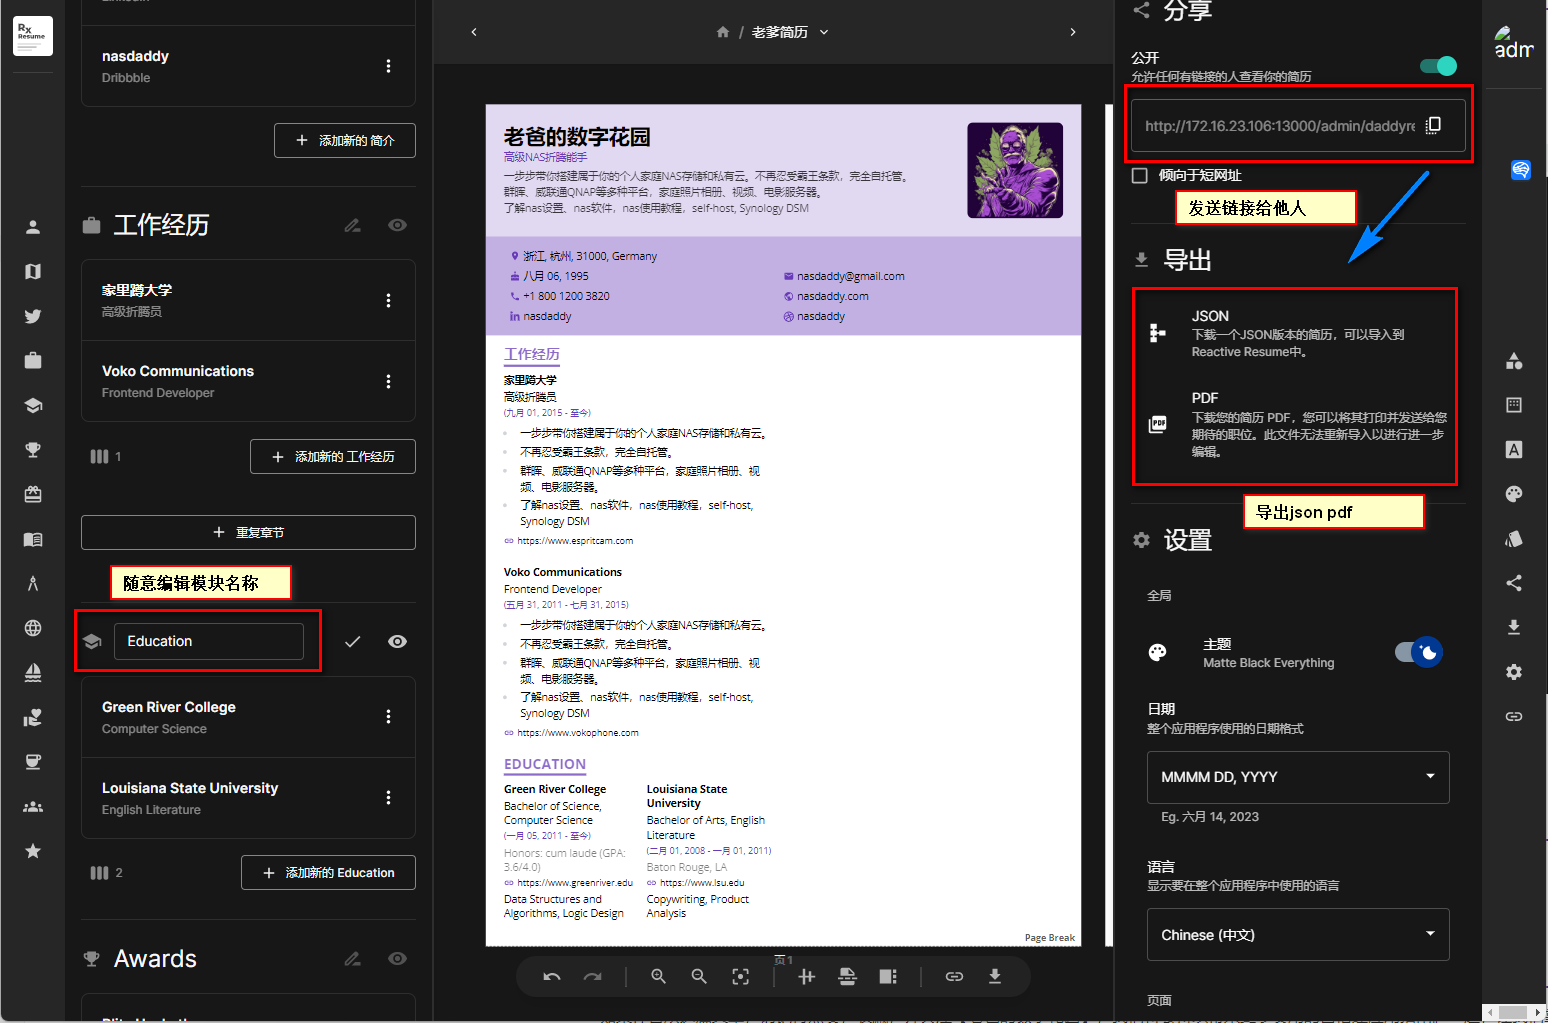 Rx
Resume
nasdaddy
Dribbble
添加新的 简介
工作经历
家里蹲大学
高级折腾员
Voko Communications
Frontend Developer
1
添加新的 工作经历
重复章节
随意编辑模块名称
Education
Green River College
Computer Science
Louisiana State University
English Literature
2
添加新的 Education
Awards
/ 老爹简历
老爸的数字花园
高级NAS折腾能手
一步步带你搭建属于你的个人家庭NAS存储和私有云。不再忍受霸王条款，完全自托管。
群晖、威联通QNAP等多种平台，家庭照片相册、视频、电影服务器。
了解nas设置、nas软件，nas使用教程，self-host, Synology DSM
浙江, 杭州, 31000, Germany
八月 06, 1995
nasdaddy@gmail.com
+1 800 1200 3820
nasdaddy.com
nasdaddy
nasdaddy
工作经历
家里蹲大学
高级折腾员
(九月 01, 2015 - 至今)
一步步带你搭建属于你的个人家庭NAS存储和私有云。
不再忍受霸王条款，完全自托管。
群晖、威联通QNAP等多种平台，家庭照片相册、视
频、电影服务器。
了解nas设置、nas软件，nas使用教程，self-host,
Synology DSM
https://www.espritcam.com
Voko Communications
Frontend Developer
(五月 31, 2011 - 七月 31, 2015)
一步步带你搭建属于你的个人家庭NAS存储和私有云。
不再忍受霸王条款，完全自托管。
群晖、威联通QNAP等多种平台，家庭照片相册、视
频、电影服务器。
了解nas设置、nas软件，nas使用教程，self-host,
Synology DSM
https://www.vokophone.com
EDUCATION
Green River College
Bachelor of Science,
Computer Science
(一月 05, 2011 - 至今)
Honors: cum laude (GPA:
3.6/4.0)
https://www.greenriver.edu
Data Structures and
Algorithms, Logic Design
Louisiana State
University
Bachelor of Arts, English
Literature
(二月 01, 2008 - 一月 01, 2011)
Baton Rouge, LA
https://www.lsu.edu
Copywriting, Product
Analysis
Page Break
页1
分享
公开
允许任何有链接的人查看你的简历
http://172.16.23.106:13000/admin/daddyre
倾向于短网址
发送链接给他人
导出
JSON
下载一个JSON版本的简历，可以导入到
Reactive Resume中。
PDF
下载您的简历 PDF，您可以将其打印并发送给您
期待的职位。此文件无法重新导入以进行进一步
编辑。
导出json pdf
设置
全局
主题
Matte Black Everything
日期
整个应用程序使用的日期格式
MMMM DD, YYYY
Eg. 六月 14, 2023
语言
显示要在整个应用程序中使用的语言
Chinese (中文)
页面
adm